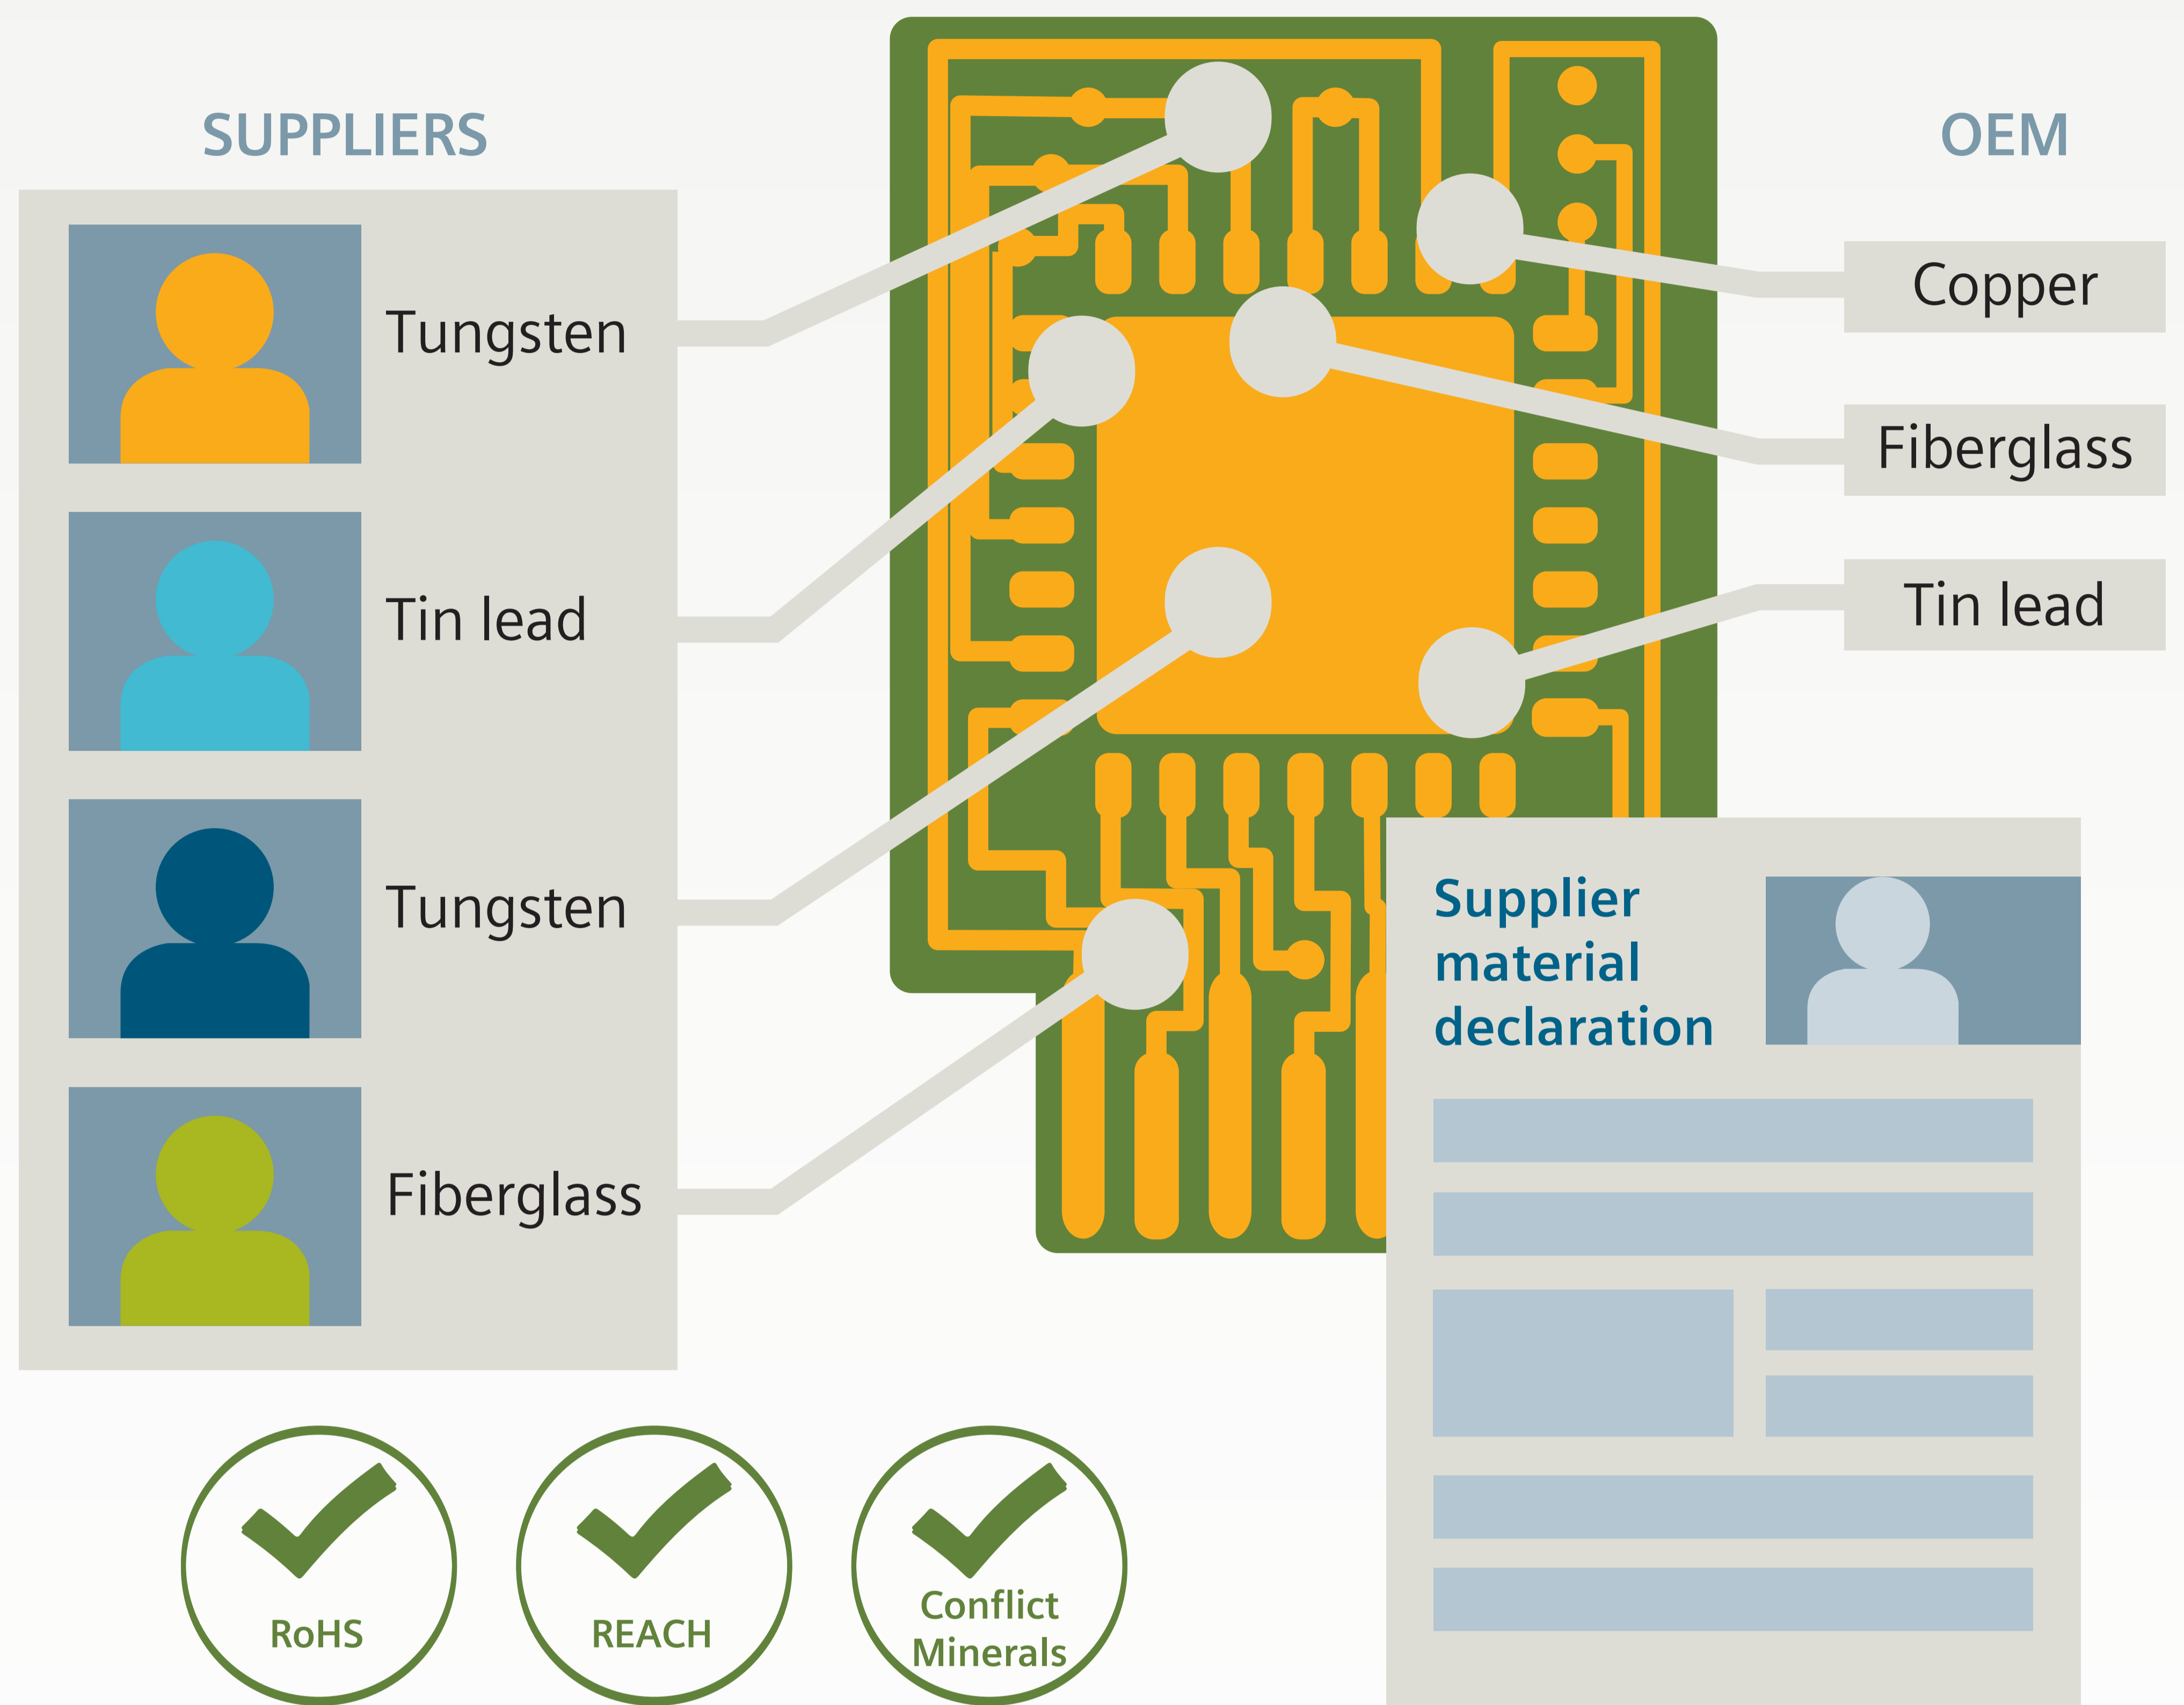 SUPPLIERS
Tungsten
Tin lead
Tungsten
Fiberglass
OEM
Copper
Fiberglass
Tin lead
Supplier
material
declaration
RoHS
REACH
Conflict
Minerals